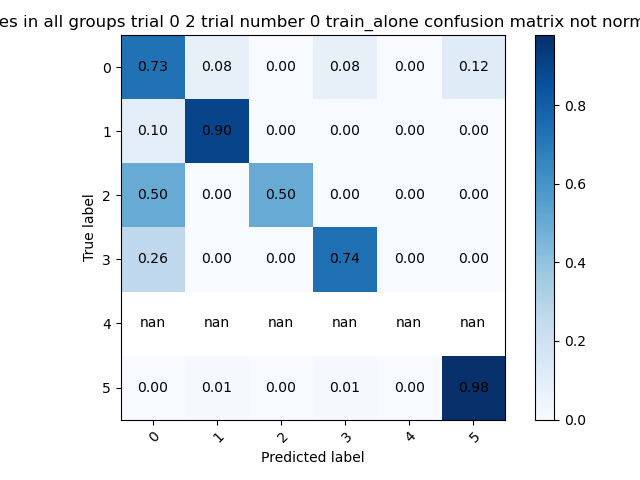 es in all groups trial 0 2 trial number 0 train_alone confusion matrix not norm
0 0.73 0.08 0.00 0.08 0.00 0.12
1 0.10 0.90 0.00 0.00 0.00 0.00
2 0.50 0.00 0.50 0.00 0.00 0.00
3 0.26 0.00 0.00 0.74 0.00 0.00
4 nan nan nan nan nan nan
5 0.00 0.01 0.00 0.01 0.00 0.98
0 1 2 3 4 5
True label
Predicted label
0.8
0.6
0.4
0.2
0.0